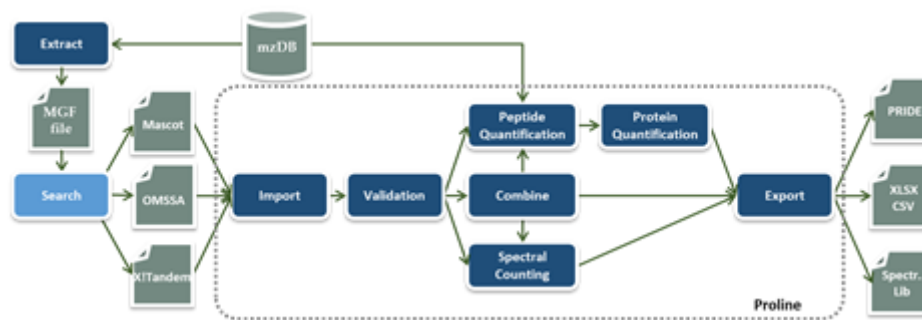 Extract
mzDB
MGF
file
Mascot
Peptide
Quantification
Protein
Quantification
PRIDE
Search
OMSSA
Import
Validation
Combine
Export
XLSX
CSV
X!Tandem
Spectral
Counting
Spectr.
Lib
Proline